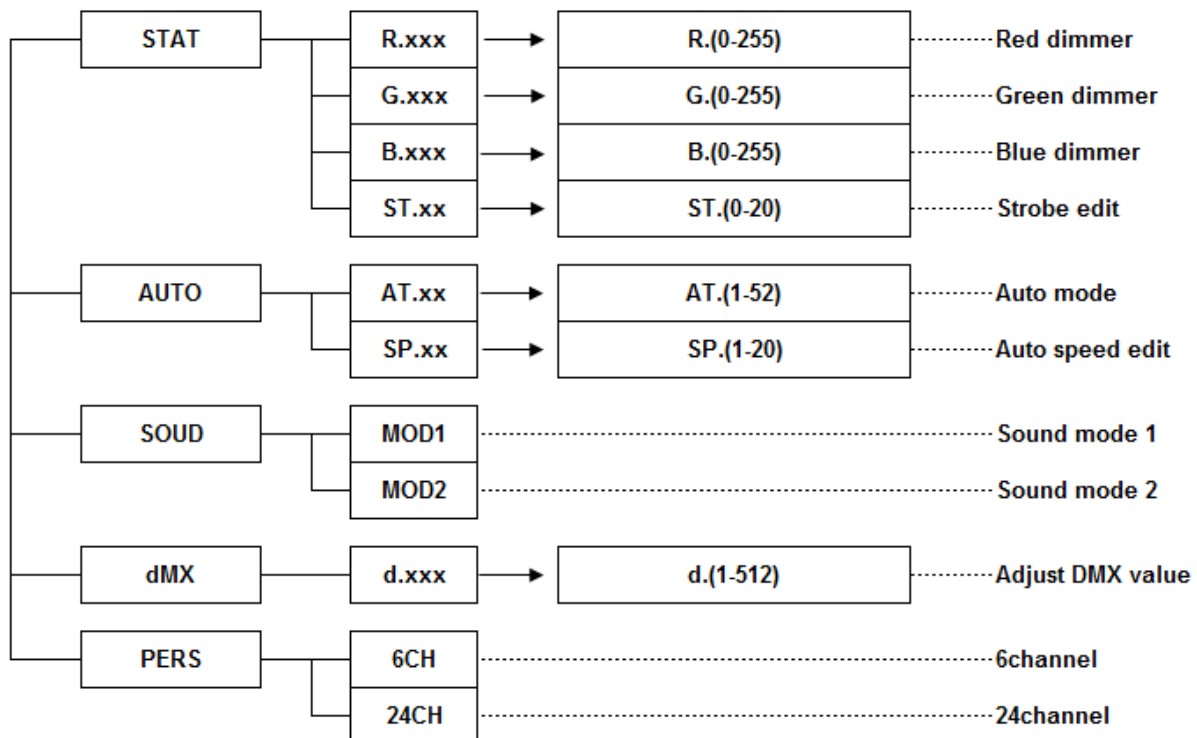 STAT R.xxx R.(0-255) Red dimmer
G.xxx G.(0-255) Green dimmer
B.xxx B.(0-255) Blue dimmer
ST.xx ST.(0-20) Strobe edit
AUTO AT.xx AT.(1-52) Auto mode
SP.xx SP.(1-20) Auto speed edit
SOUD MOD1 Sound mode 1
MOD2 Sound mode 2
dMX d.xxx d.(1-512) Adjust DMX value
PERS 6CH 6channel
24CH 24channel